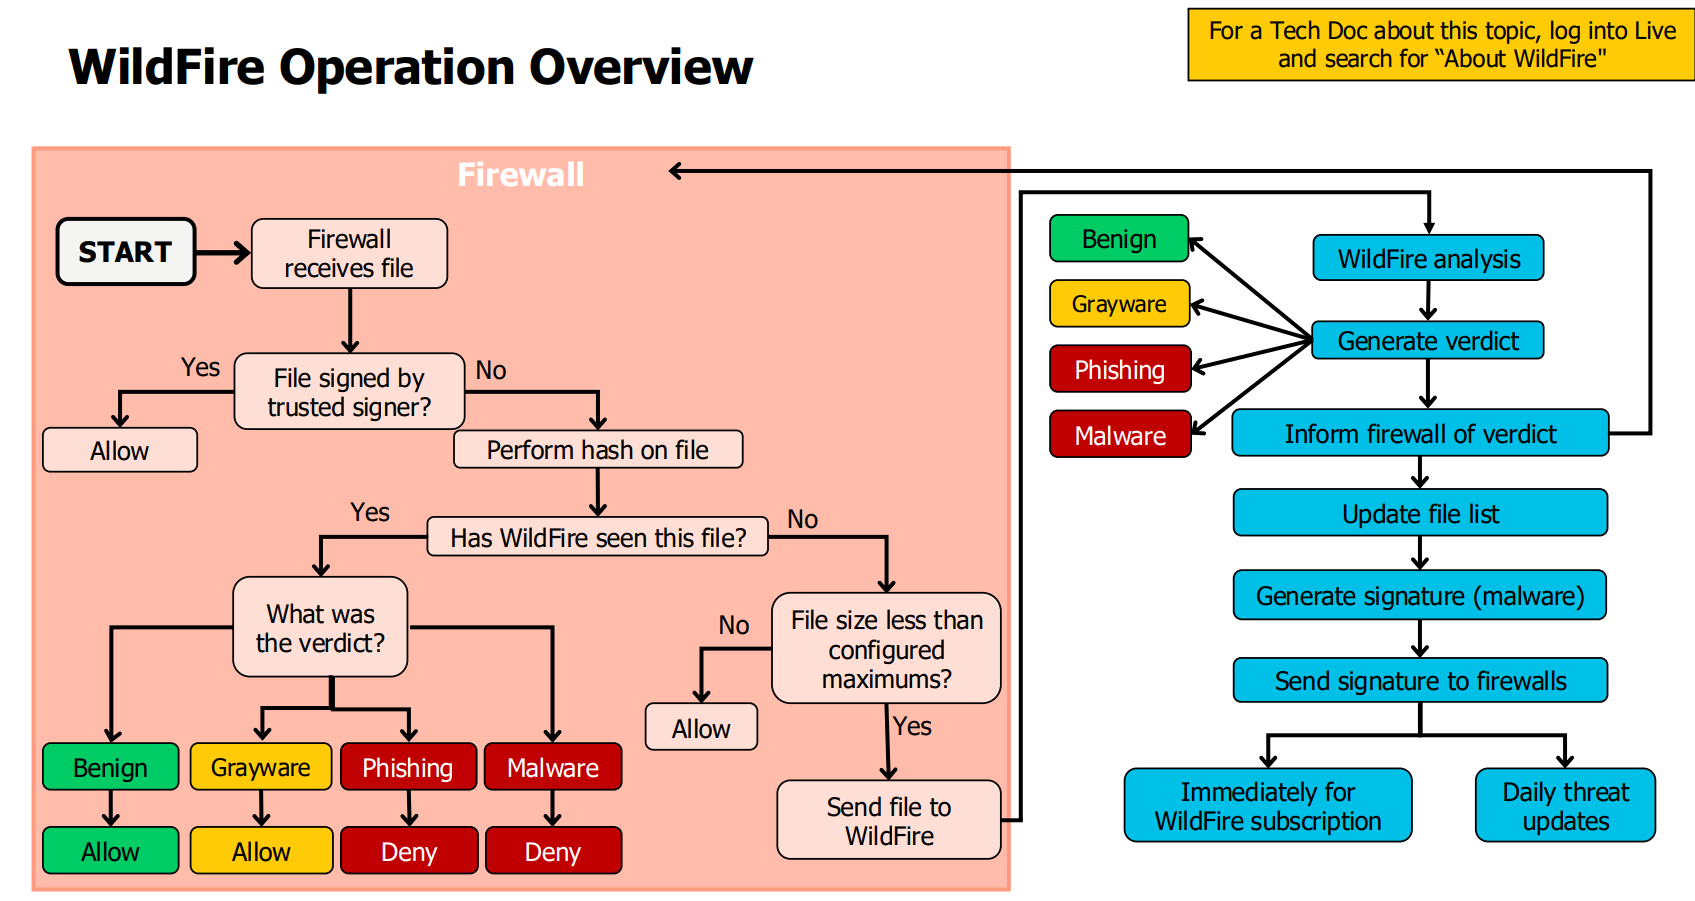 For a Tech Doc about this topic, log into Live
and search for “About WildFire"
WildFire Operation Overview
Firewall
START
Firewall
receives file
Yes
File signed by
trusted signer?
No
Allow
Perform hash on file
Yes
Has WildFire seen this file?
No
What was
the verdict?
No
File size less than
configured
maximums?
Allow
Yes
Benign
Grayware
Phishing
Malware
Allow
Allow
Deny
Deny
Send file to
WildFire
Benign
Grayware
Phishing
Malware
WildFire analysis
Generate verdict
Inform firewall of verdict
Update file list
Generate signature (malware)
Send signature to firewalls
Immediately for
WildFire subscription
Daily threat
updates